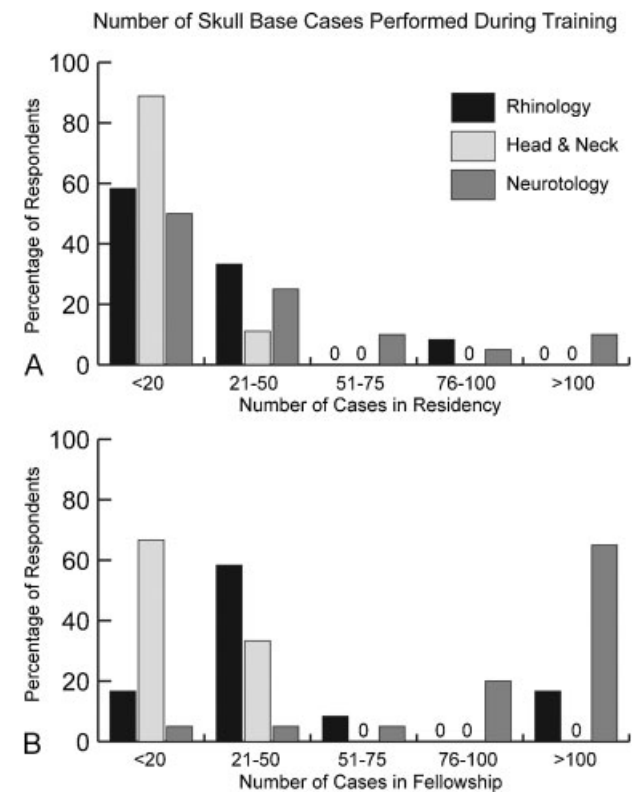 Number of Skull Base Cases Performed During Training
Percentage of Respondents
100
80
60
40
20
0
Rhinology
Head & Neck
Neurotology
0 0
0
0 0
A
<20 21-50 51-75 76-100 >100
Number of Cases in Residency
Percentage of Respondents
100
80
60
40
20
0
0
0 0
0
B
<20 21-50 51-75 76-100 >100
Number of Cases in Fellowship